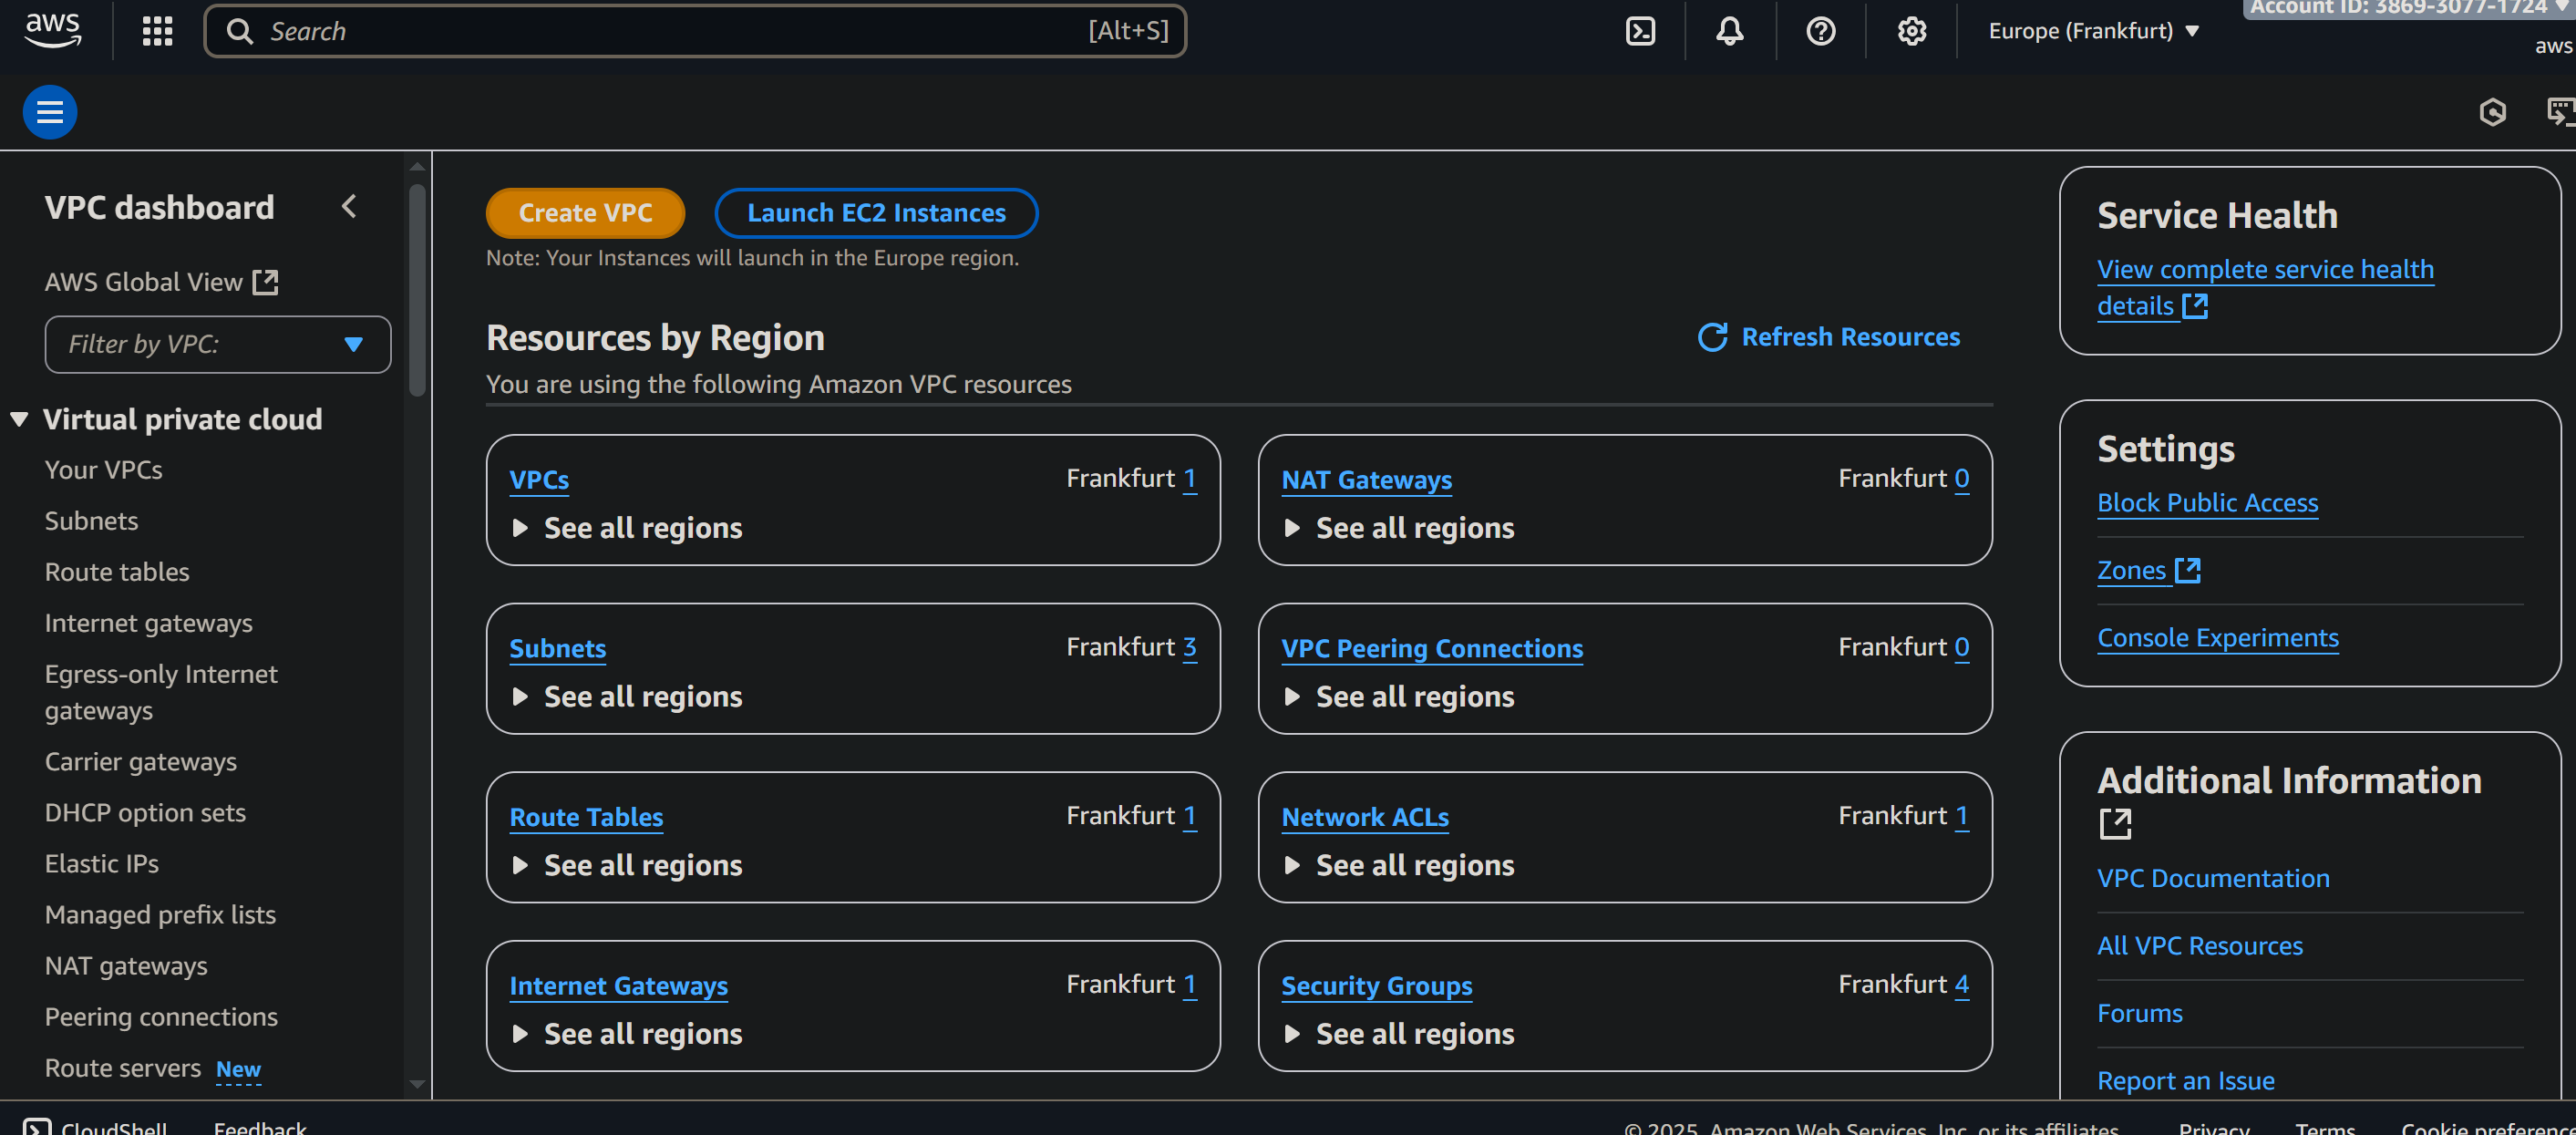 aws
Search [Alt+S]
Europe (Frankfurt)
Account ID: 3869-3077-1724
aws
VPC dashboard
AWS Global View
Filter by VPC:
Virtual private cloud
Your VPCs
Subnets
Route tables
Internet gateways
Egress-only Internet
gateways
Carrier gateways
DHCP option sets
Elastic IPs
Managed prefix lists
NAT gateways
Peering connections
Route servers New
Create VPC
Launch EC2 Instances
Note: Your Instances will launch in the Europe region.
Resources by Region
Refresh Resources
You are using the following Amazon VPC resources
VPCs Frankfurt 1
See all regions
NAT Gateways Frankfurt 0
See all regions
Subnets Frankfurt 3
See all regions
VPC Peering Connections Frankfurt 0
See all regions
Route Tables Frankfurt 1
See all regions
Network ACLs Frankfurt 1
See all regions
Internet Gateways Frankfurt 1
See all regions
Security Groups Frankfurt 4
See all regions
Service Health
View complete service health
details
Settings
Block Public Access
Zones
Console Experiments
Additional Information
VPC Documentation
All VPC Resources
Forums
Report an Issue
CloudShell
Feedback
© 2025, Amazon Web Services, Inc. or its affiliates.
Privacy
Terms
Cookie preferenc